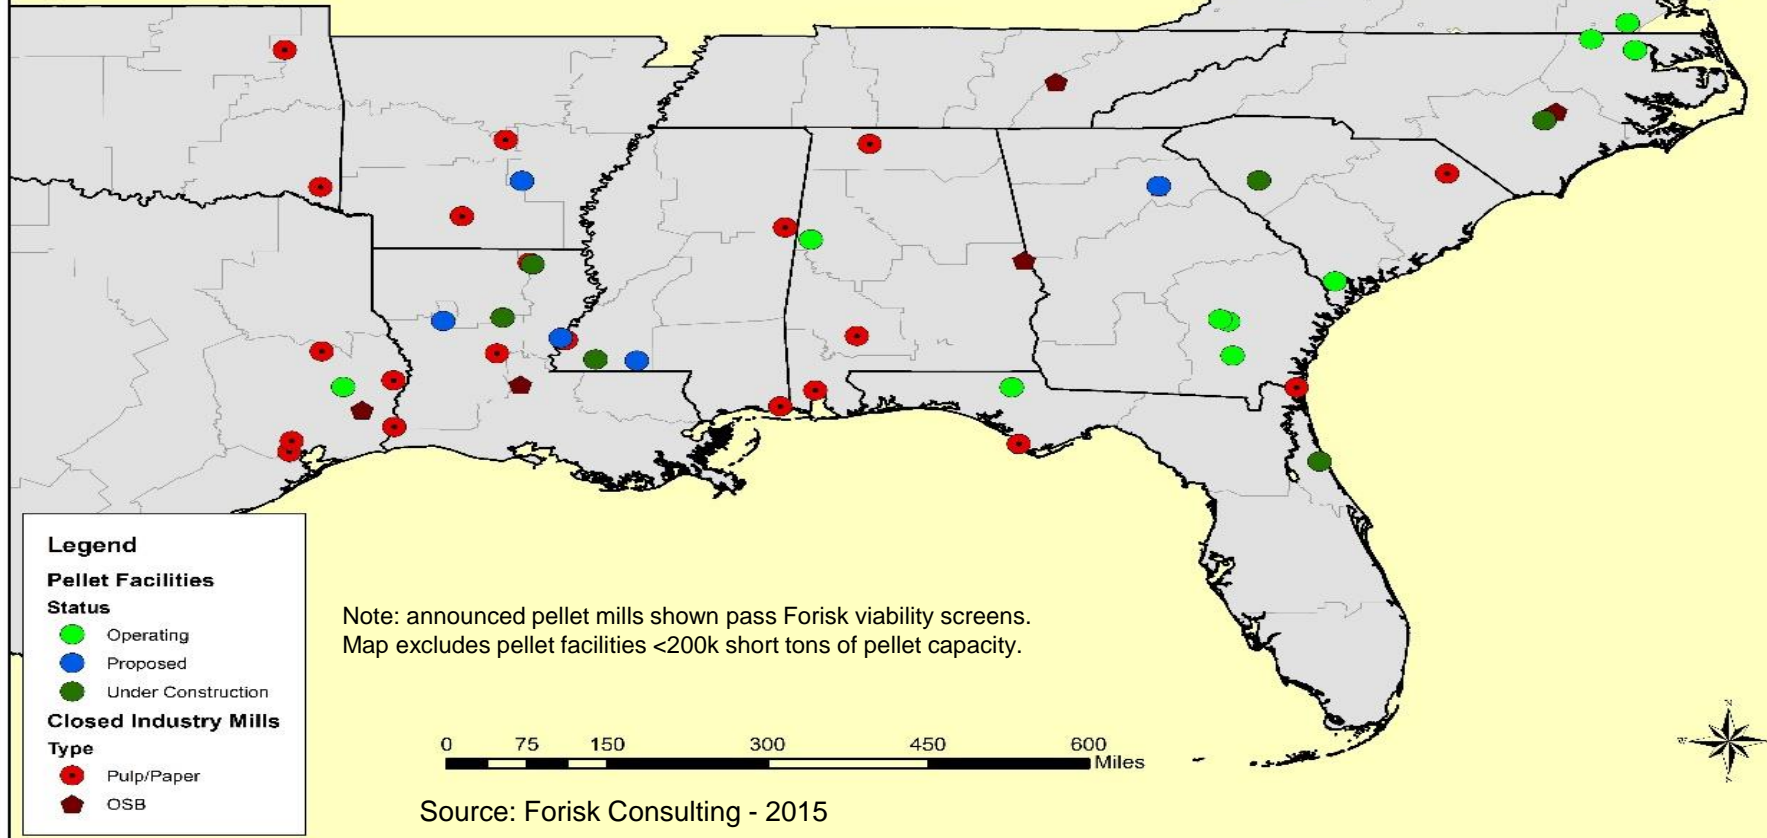 Legend
Pellet Facilities
Status
Operating
Proposed
Under Construction
Closed Industry Mills
Type
Pulp/Paper
OSB
Note: announced pellet mills shown pass Forisk viability screens.
Map excludes pellet facilities <200k short tons of pellet capacity.
0 75 150 300 450 600
Miles
Source: Forisk Consulting - 2015
N
W E
S